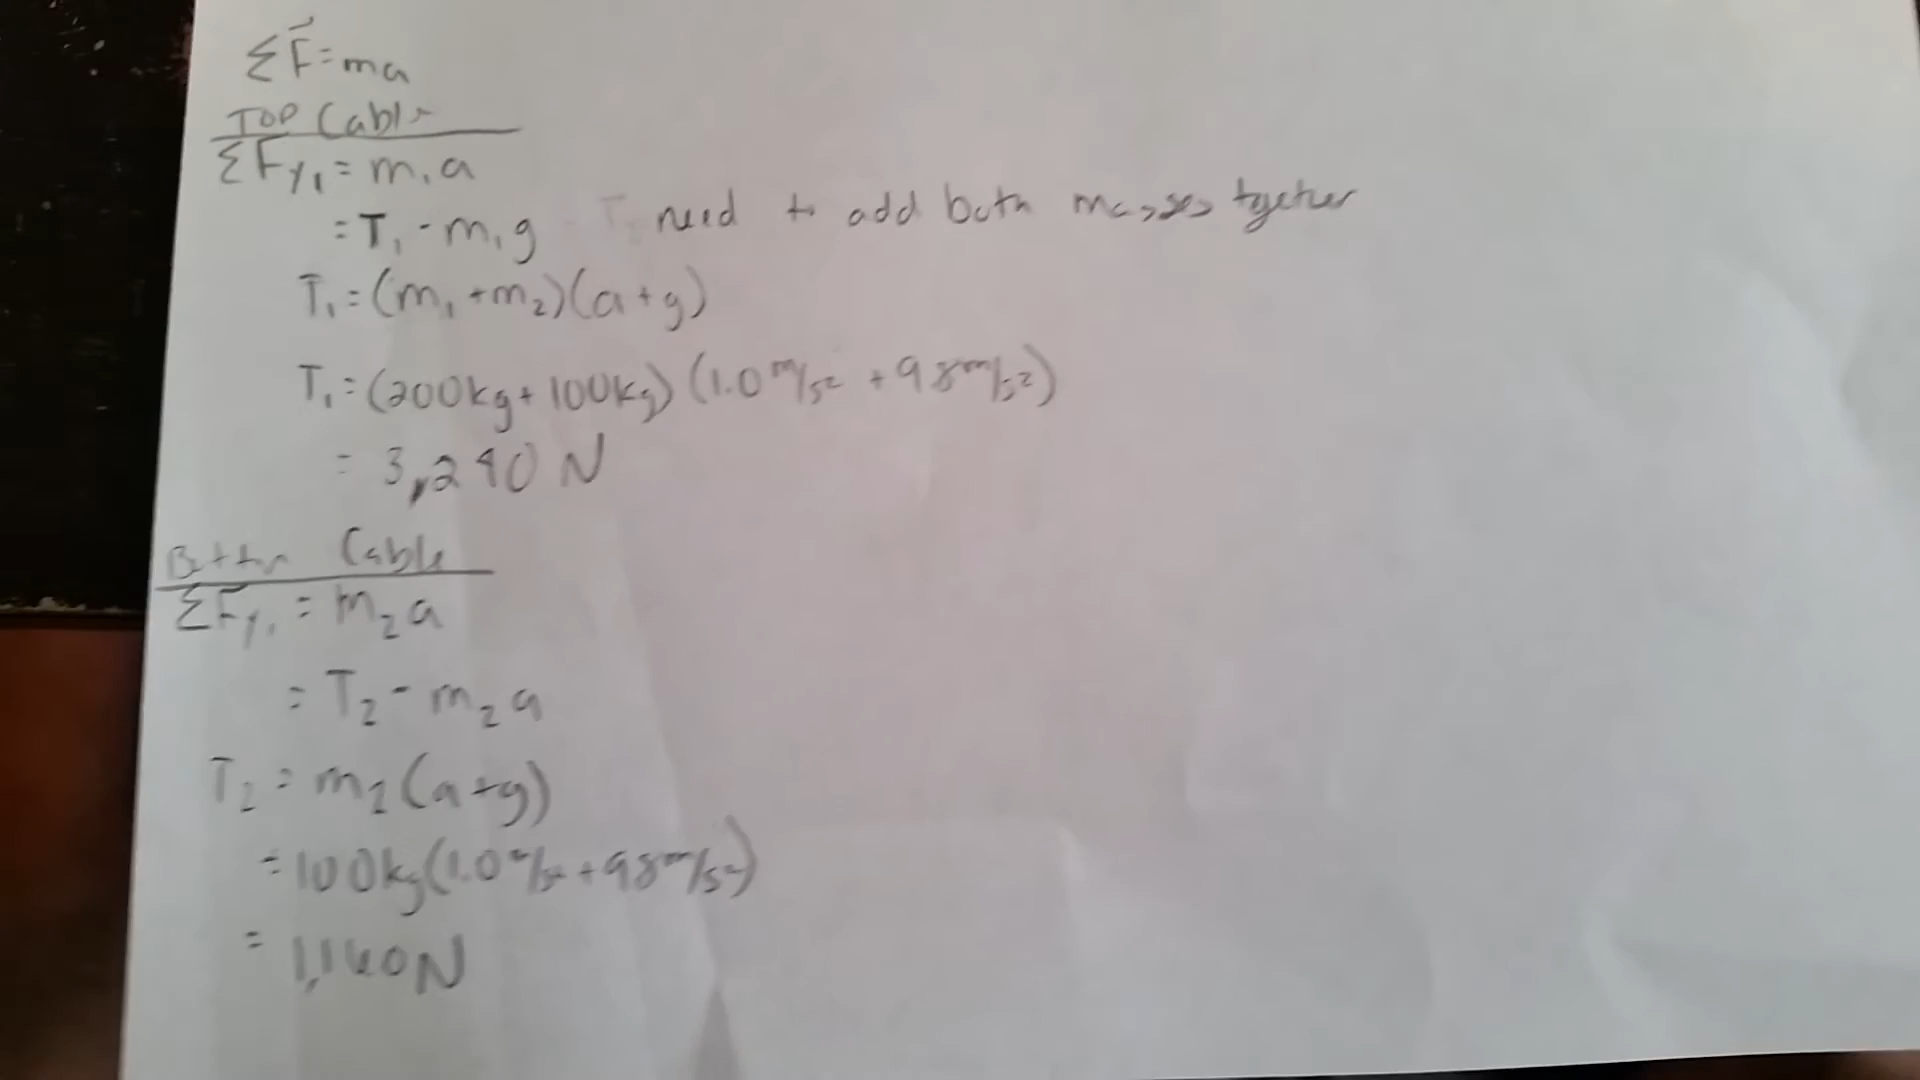 ΣF⃗=ma
TOP Cable
ΣFy₁ = m₁a
= T₁ - m₁g need to add both masses together
T₁ = (m₁ + m₂)(a + g)
T₁ = (200kg + 100kg) (1.0 m/s² + 9.8 m/s²)
= 3,240 N
Bottom Cable
ΣFy₁ = m₂a
= T₂ - m₂a
T₂ = m₂(a+g)
= 100kg(1.0 m/s² + 9.8 m/s²)
= 1,160N